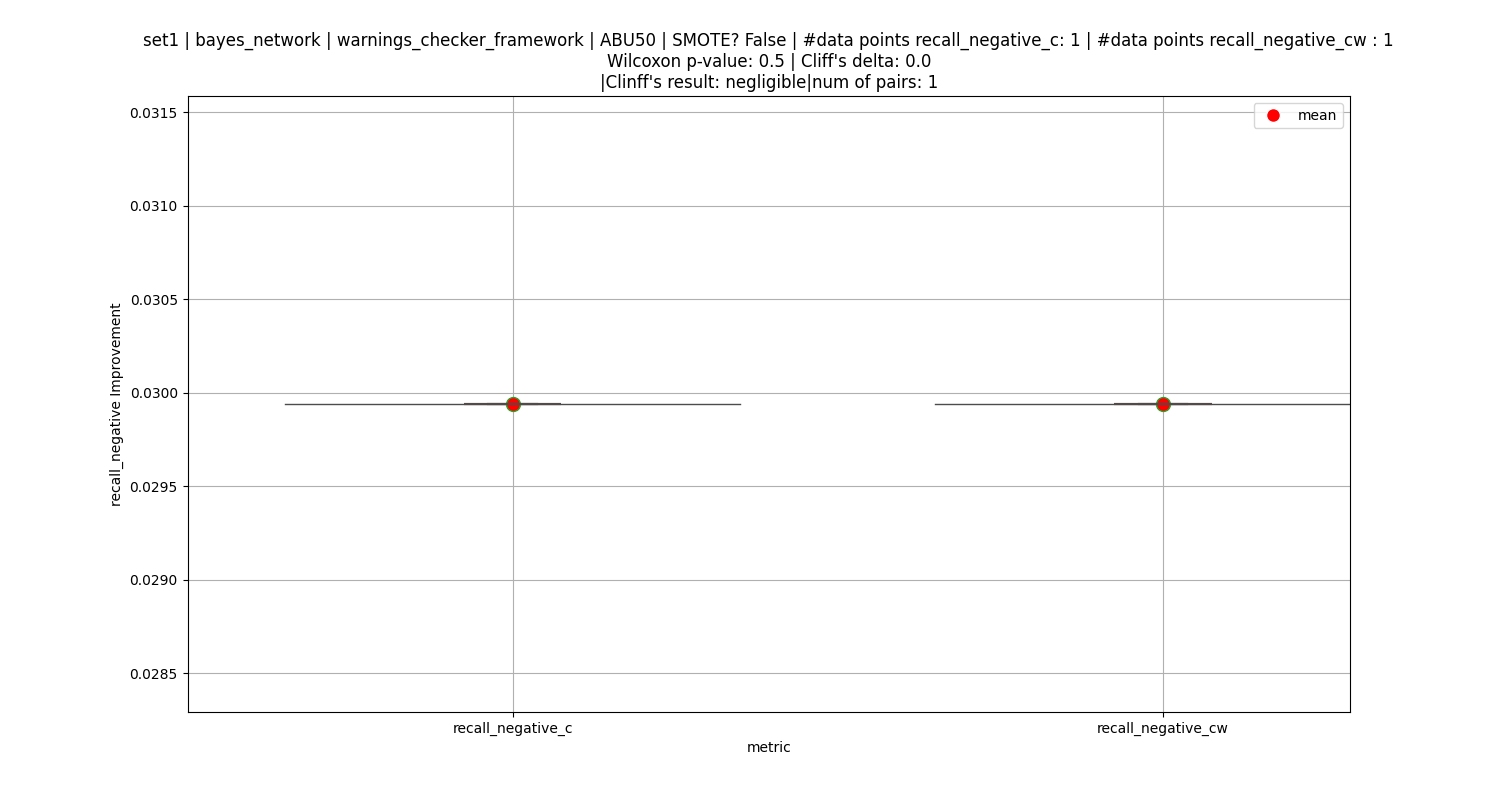 set1 | bayes_network | warnings_checker_framework | ABU50 | SMOTE? False | #data points recall_negative_c: 1 | #data points recall_negative_cw : 1
Wilcoxon p-value: 0.5 | Cliff's delta: 0.0
|Clinff's result: negligible|num of pairs: 1
mean
0.0315
0.0310
0.0305
0.0300
0.0295
0.0290
0.0285
recall_negative Improvement
recall_negative_c
recall_negative_cw
metric